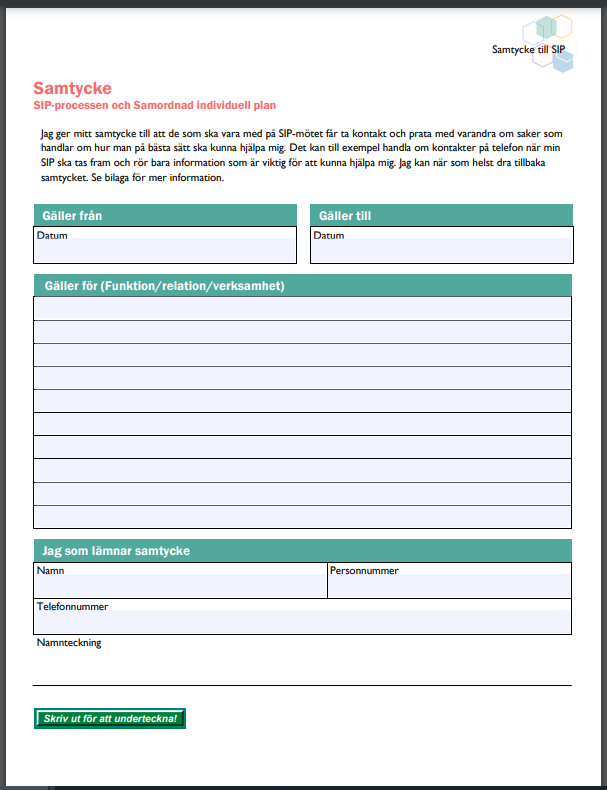 Samtycke till SIP
Samtycke
SIP-processen och Samordnad individuell plan
Jag ger mitt samtycke till att de som ska vara med på SIP-mötet får ta kontakt och prata med varandra om saker som
handlar om hur man på bästa sätt ska kunna hjälpa mig. Det kan till exempel handla om kontakter på telefon när min
SIP ska tas fram och rör bara information som är viktig för att kunna hjälpa mig. Jag kan när som helst dra tillbaka
samtycket. Se bilaga för mer information.
Gäller från
Gäller till
Datum
Datum
Gäller för (Funktion/relation/verksamhet)
Jag som lämnar samtycke
Namn
Personnummer
Telefonnummer
Namnteckning
Skriv ut för att underteckna!